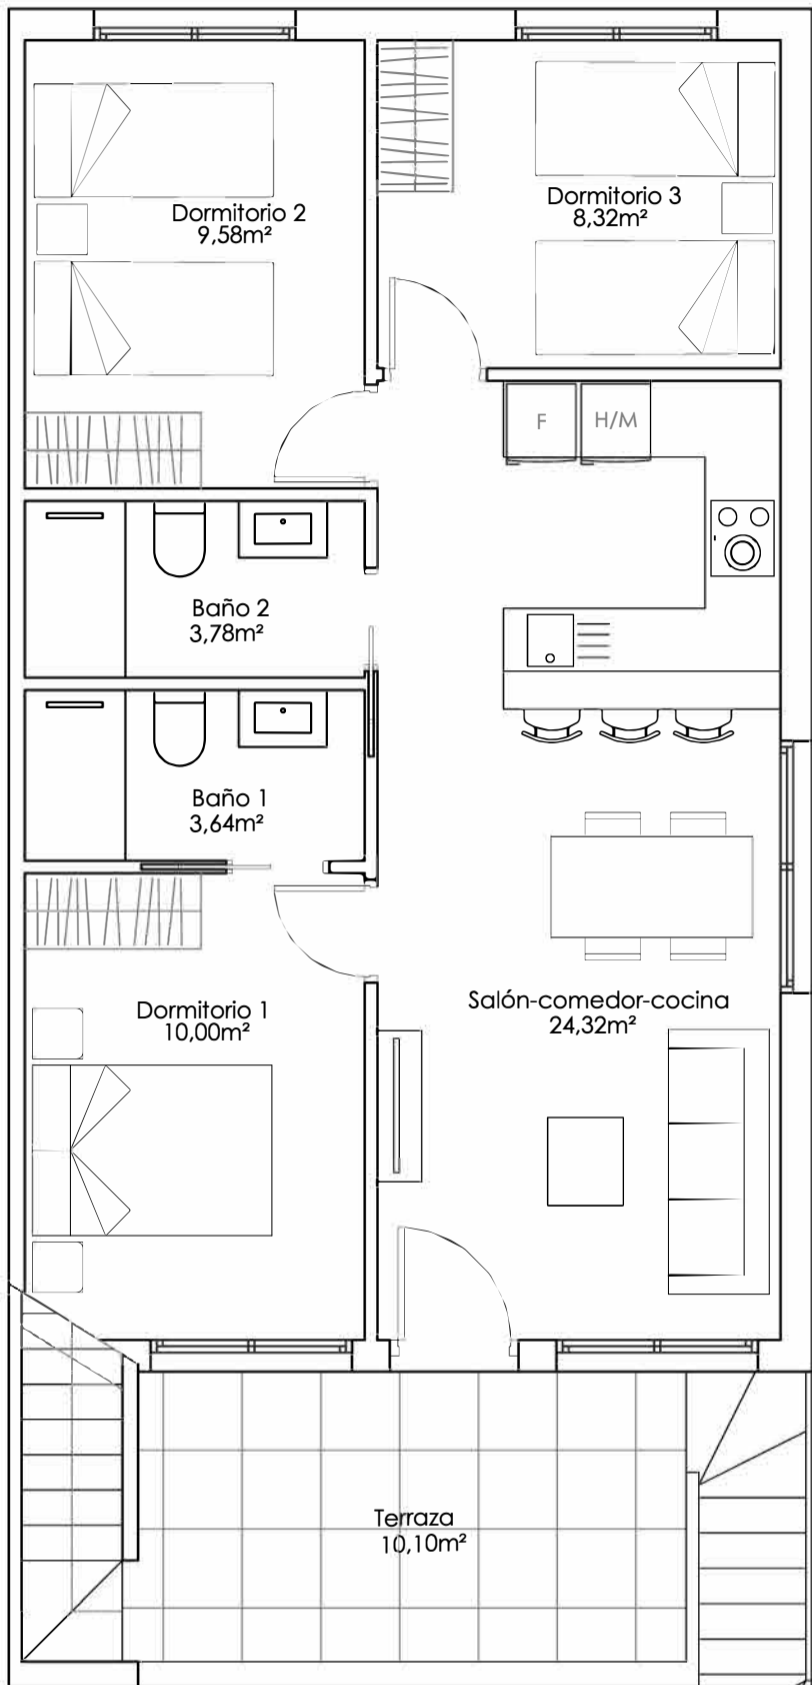 Dormitorio 2
9,58m²
Dormitorio 3
8,32m²
F
H/M
Baño 2
3,78m²
Baño 1
3,64m²
Dormitorio 1
10,00m²
Salón-comedor-cocina
24,32m²
Terraza
10,10m²